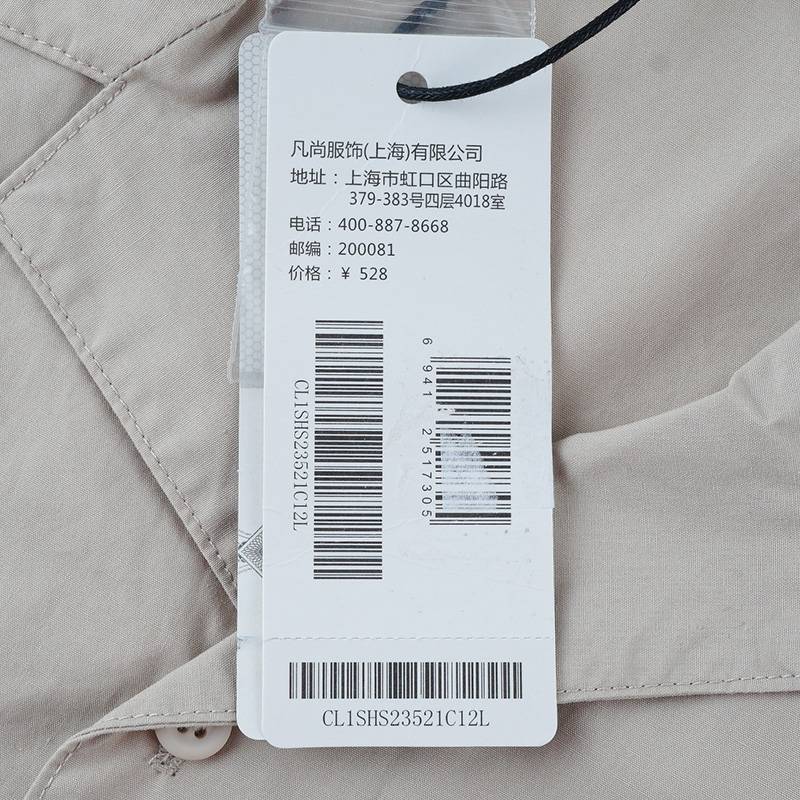 凡尚服饰(上海)有限公司
地址：上海市虹口区曲阳路
379-383号四层4018室
电话：400-887-8668
邮编：200081
价格：￥ 528
CL1SHS23521C12L
6 941 2 517305
CL1SHS23521C12L